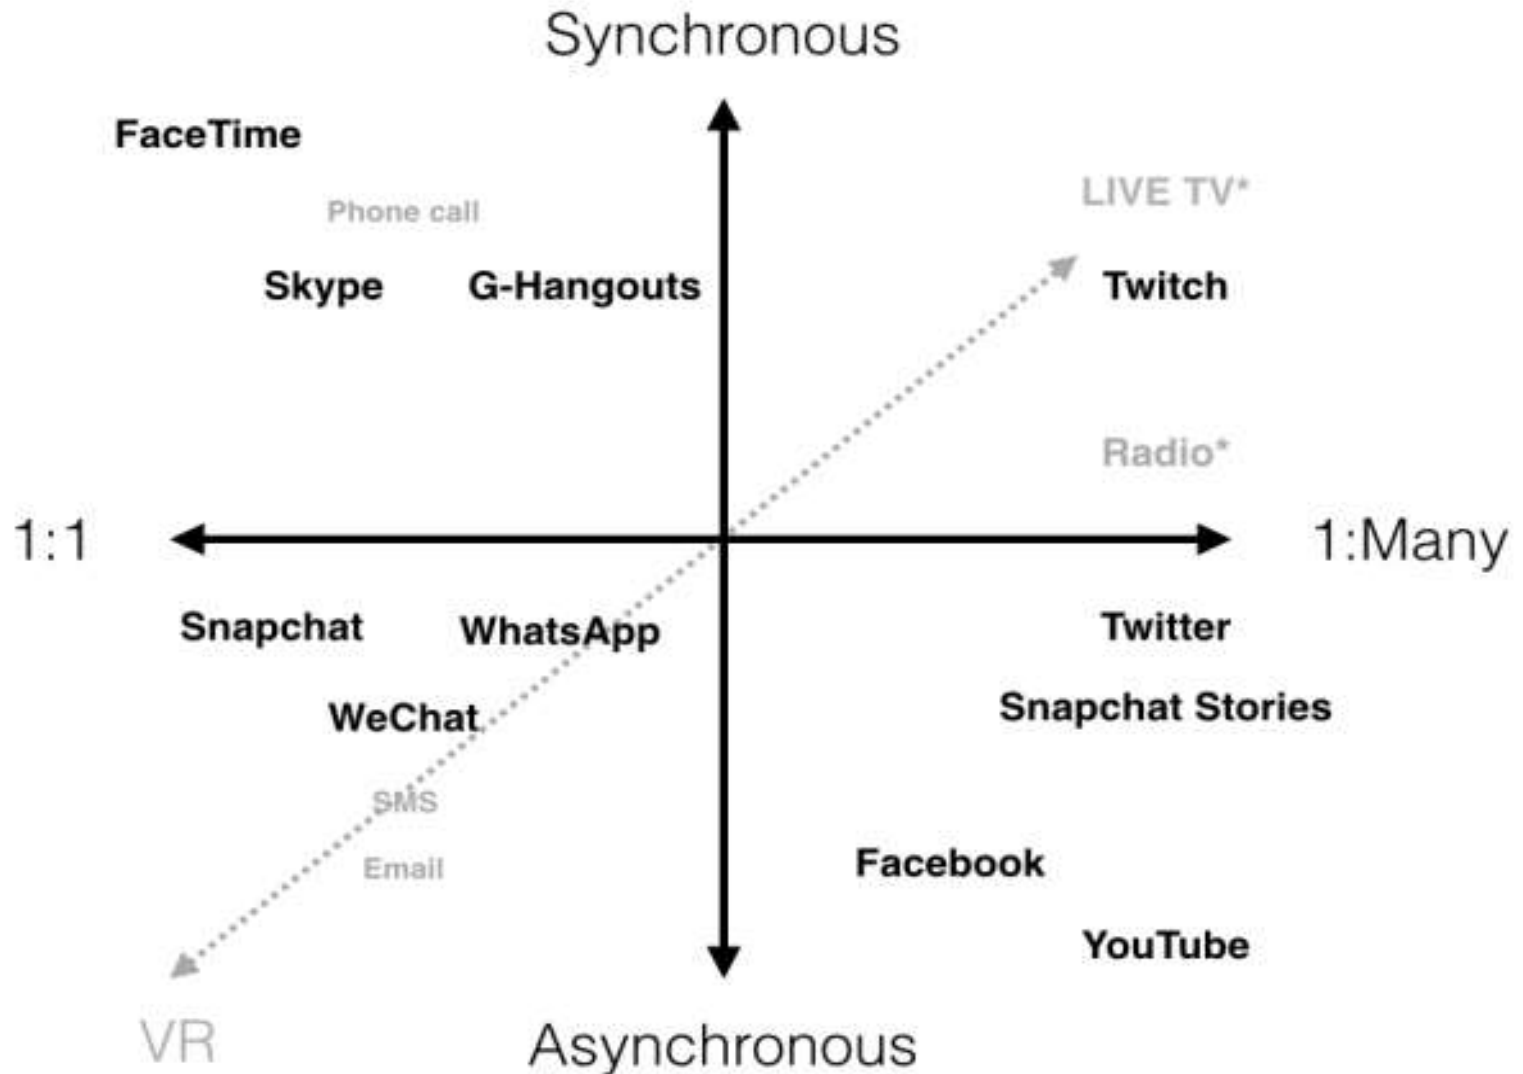 Synchronous
FaceTime
LIVE TV*
Phone call
Skype
G-Hangouts
Twitch
Radio*
1:1
1:Many
Snapchat
WhatsApp
Twitter
WeChat
Snapchat Stories
SMS
Email
Facebook
YouTube
VR
Asynchronous